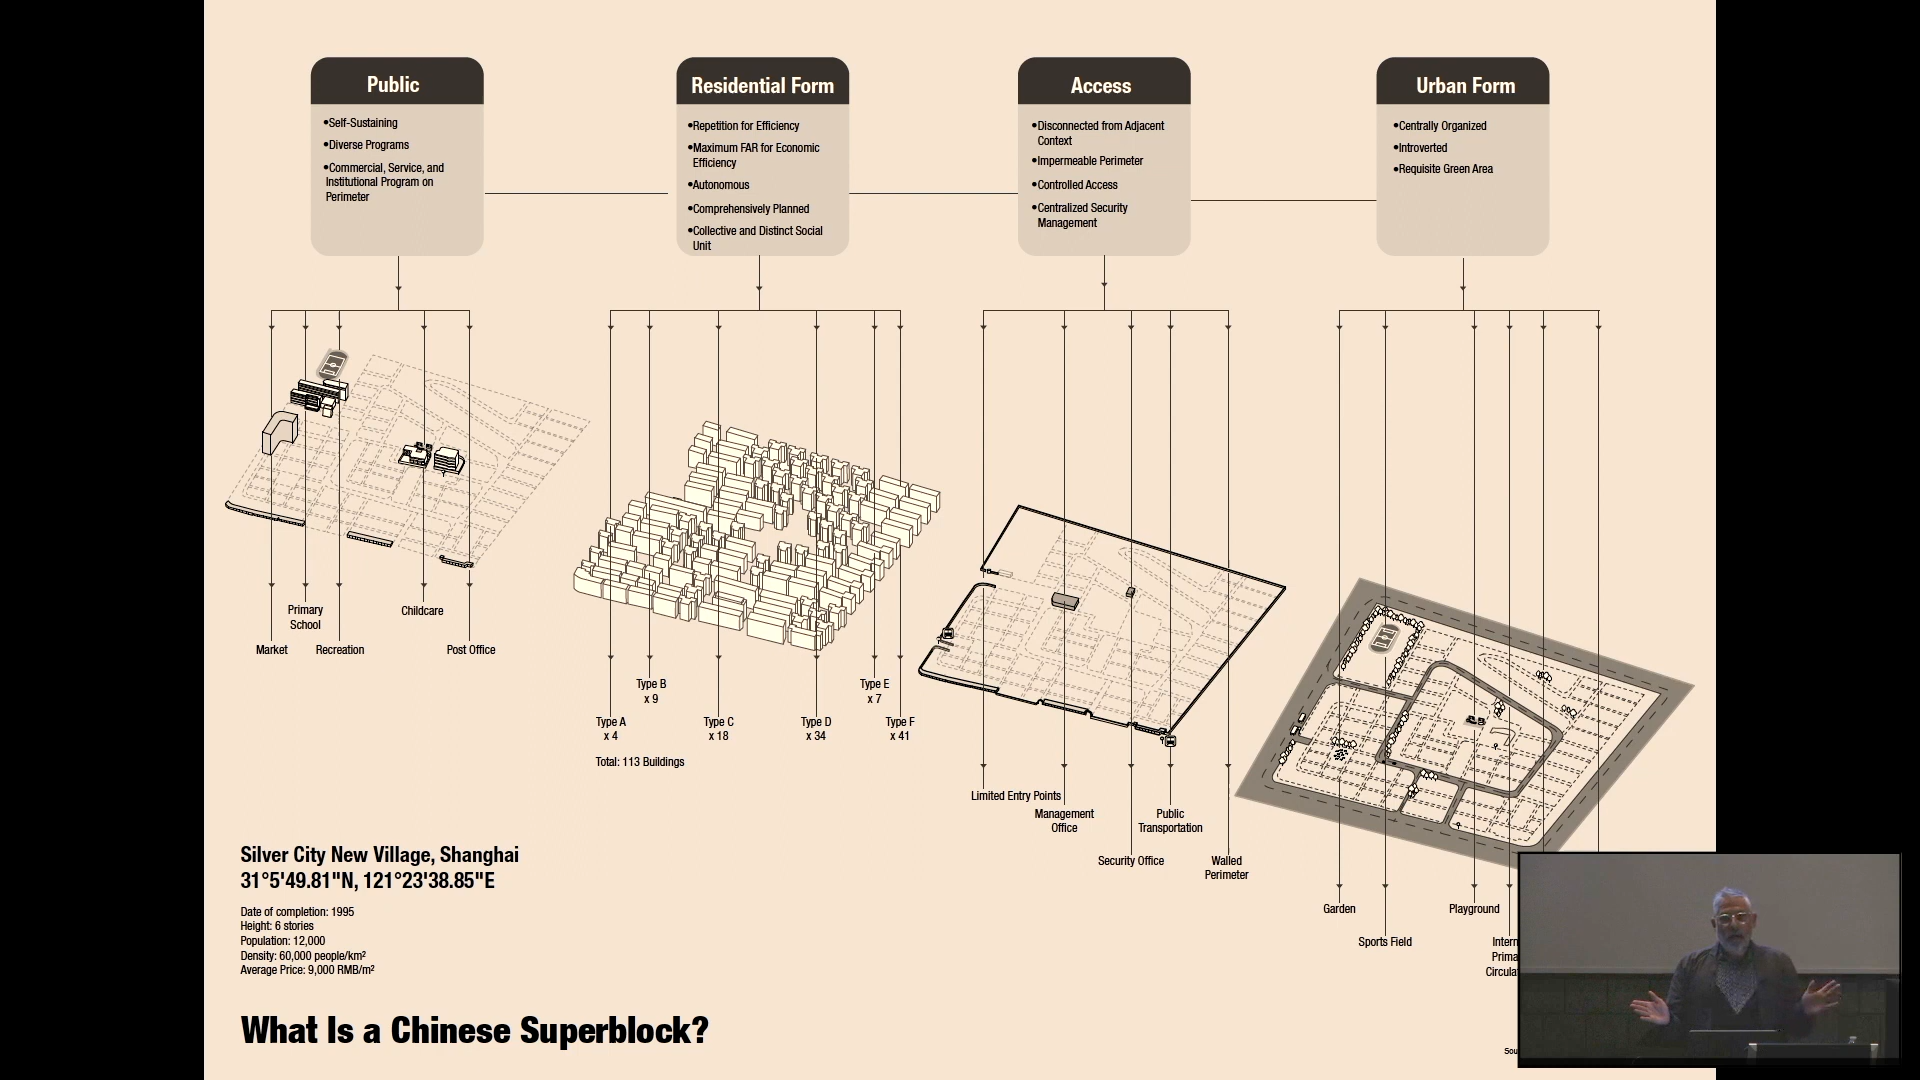 Public
•Self-Sustaining
•Diverse Programs
•Commercial, Service, and
Institutional Program on
Perimeter
Residential Form
•Repetition for Efficiency
•Maximum FAR for Economic
Efficiency
•Autonomous
•Comprehensively Planned
•Collective and Distinct Social
Unit
Access
•Disconnected from Adjacent
Context
•Impermeable Perimeter
•Controlled Access
•Centralized Security
Management
Urban Form
•Centrally Organized
•Introverted
•Requisite Green Area
Primary
School
Childcare
Market
Recreation
Post Office
Type B
x 9
Type E
x 7
Type A
x 4
Type C
x 18
Type D
x 34
Type F
x 41
Total: 113 Buildings
Limited Entry Points
Management
Office
Public
Transportation
Security Office
Walled
Perimeter
Garden
Playground
Sports Field
Intern
Prima
Circula
Silver City New Village, Shanghai
31°5'49.81"N, 121°23'38.85"E
Date of completion: 1995
Height: 6 stories
Population: 12,000
Density: 60,000 people/km²
Average Price: 9,000 RMB/m²
What Is a Chinese Superblock?
Sou